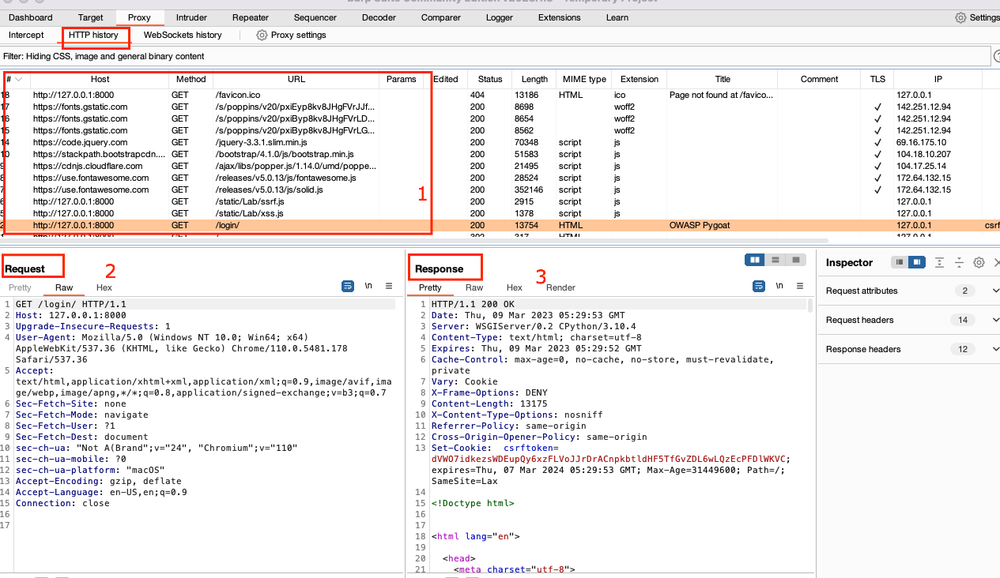 Dashboard Target Proxy Intruder Repeater Sequencer Decoder Comparer Logger Extensions Learn Settings
Intercept HTTP history WebSockets history Proxy settings
Filter: Hiding CSS, image and general binary content
# Host Method URL Params Edited Status Length MIME type Extension Title Comment TLS IP
18 http://127.0.0.1:8000 GET /favicon.ico 404 13186 HTML ico Page not found at /favico... 127.0.0.1
17 https://fonts.gstatic.com GET /s/poppins/v20/pxiEyp8kv8JHgFVrJJf... 200 8698 woff2 ✓ 142.251.12.94
16 https://fonts.gstatic.com GET /s/poppins/v20/pxiByp8kv8JHgFVrLD... 200 8654 woff2 ✓ 142.251.12.94
15 https://fonts.gstatic.com GET /s/poppins/v20/pxiByp8kv8JHgFVrLG... 200 8562 woff2 ✓ 142.251.12.94
14 https://code.jquery.com GET /jquery-3.3.1.slim.min.js 200 70348 script js ✓ 69.16.175.10
10 https://stackpath.bootstrapcdn.... GET /bootstrap/4.1.0/js/bootstrap.min.js 200 51583 script js ✓ 104.18.10.207
9 https://cdnjs.cloudflare.com GET /ajax/libs/popper.js/1.14.0/umd/poppe... 200 21495 script js ✓ 104.17.25.14
8 https://use.fontawesome.com GET /releases/v5.0.13/js/fontawesome.js 200 28524 script js ✓ 172.64.132.15
7 https://use.fontawesome.com GET /releases/v5.0.13/js/solid.js 200 352146 script js ✓ 172.64.132.15
1
6 http://127.0.0.1:8000 GET /static/Lab/ssrf.js 200 2915 script js 127.0.0.1
5 http://127.0.0.1:8000 GET /static/Lab/xss.js 200 1378 script js 127.0.0.1
2 http://127.0.0.1:8000 GET /login/ 200 13754 HTML OWASP Pygoat 127.0.0.1 csrf
1 http://127.0.0.1:8000 GET / 302 317 HTML 127.0.0.1
Request 2
Pretty Raw Hex \n
1 GET /login/ HTTP/1.1
2 Host: 127.0.0.1:8000
3 Upgrade-Insecure-Requests: 1
4 User-Agent: Mozilla/5.0 (Windows NT 10.0; Win64; x64)
AppleWebKit/537.36 (KHTML, like Gecko) Chrome/110.0.5481.178
Safari/537.36
5 Accept:
text/html,application/xhtml+xml,application/xml;q=0.9,image/avif,ima
ge/webp,image/apng,*/*;q=0.8,application/signed-exchange;v=b3;q=0.7
6 Sec-Fetch-Site: none
7 Sec-Fetch-Mode: navigate
8 Sec-Fetch-User: ?1
9 Sec-Fetch-Dest: document
10 sec-ch-ua: "Not A(Brand";v="24", "Chromium";v="110"
11 sec-ch-ua-mobile: ?0
12 sec-ch-ua-platform: "macOS"
13 Accept-Encoding: gzip, deflate
14 Accept-Language: en-US,en;q=0.9
15 Connection: close
16
17
Response 3
Pretty Raw Hex Render \n
1 HTTP/1.1 200 OK
2 Date: Thu, 09 Mar 2023 05:29:53 GMT
3 Server: WSGIServer/0.2 CPython/3.10.4
4 Content-Type: text/html; charset=utf-8
5 Expires: Thu, 09 Mar 2023 05:29:52 GMT
6 Cache-Control: max-age=0, no-cache, no-store, must-revalidate,
private
7 Vary: Cookie
8 X-Frame-Options: DENY
9 Content-Length: 13175
10 X-Content-Type-Options: nosniff
11 Referrer-Policy: same-origin
12 Cross-Origin-Opener-Policy: same-origin
13 Set-Cookie: csrftoken=
dVWO7idkezsWDEupQy6xzFLVoJJrDrACnpkbtldHF5TfGvZDL6wLQzEcPFDlWKVC;
expires=Thu, 07 Mar 2024 05:29:53 GMT; Max-Age=31449600; Path=/;
SameSite=Lax
14
15 <!Doctype html>
16
17
18 <html lang="en">
19
20 <head>
21 <meta charset="utf-8">
Inspector
Request attributes 2
Request headers 14
Response headers 12